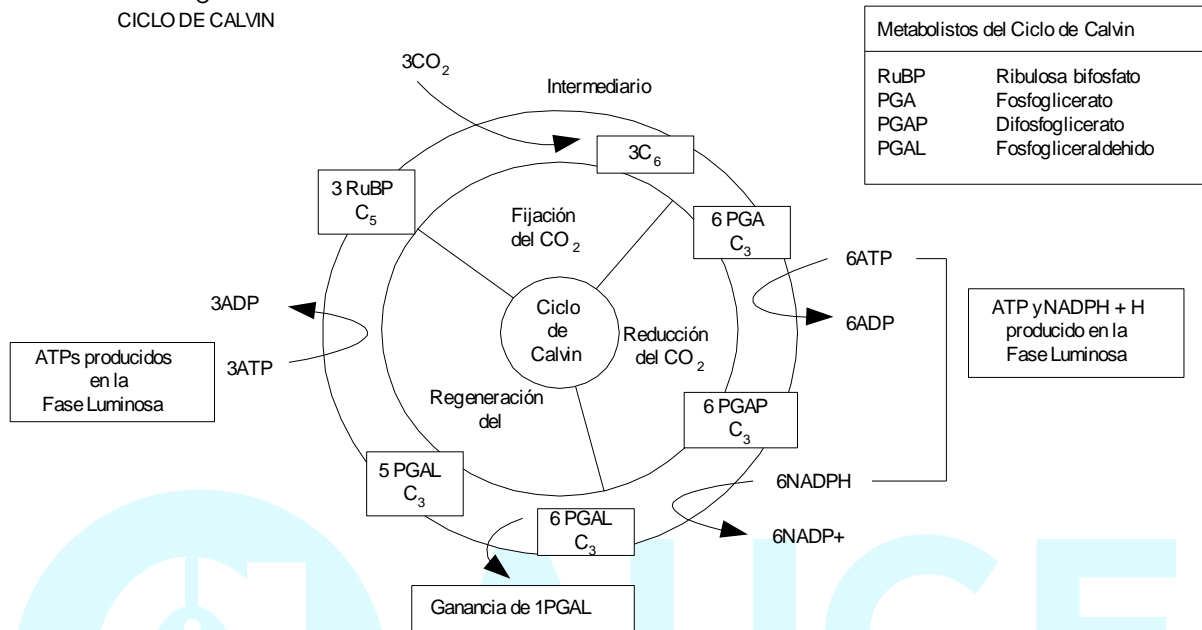 CICLO DE CALVIN
Metabolistos del Ciclo de Calvin
RuBP Ribulosa bifosfato
PGA Fosfoglicerato
PGAP Difosfoglicerato
PGAL Fosfogliceraldehido
3CO2
Intermediario
3C6
3 RuBP
C5
Fijación
del CO2
6 PGA
C3
6ATP
6ADP
ATP y NADPH + H
producido en la
Fase Luminosa
3ADP
3ATP
ATPs producidos
en la
Fase Luminosa
Ciclo
de
Calvin
Reducción
del CO2
Regeneración
del
6 PGAP
C3
5 PGAL
C3
6NADPH
6NADP+
6 PGAL
C3
Ganancia de 1PGAL
AUCE